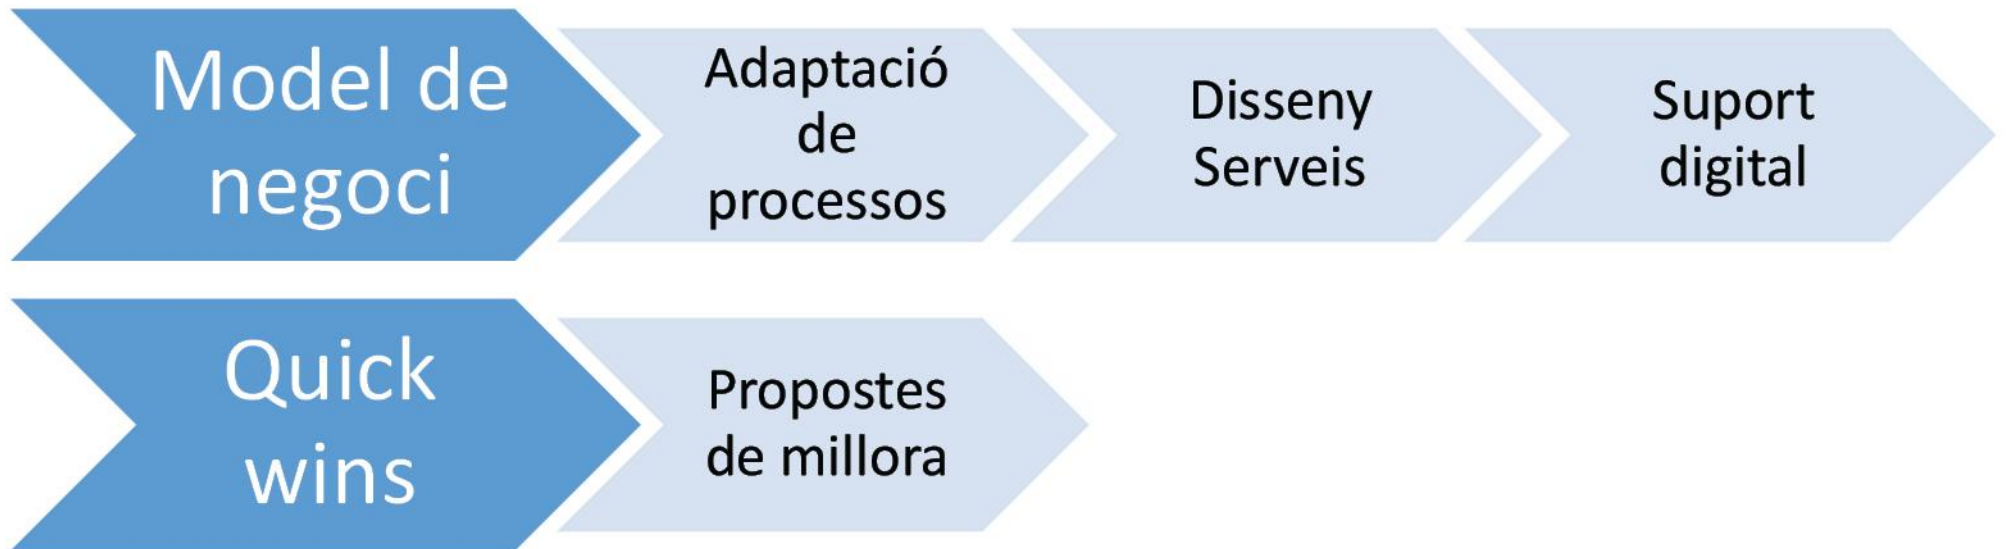 Model de
negoci
Adaptació
de
processos
Disseny
Serveis
Suport
digital
Quick
wins
Propostes
de millora